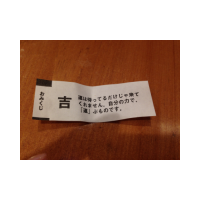 おみくじ
吉
運は待ってるだけじゃ来て
くれません。自分の力で、
「運」ぶものです。